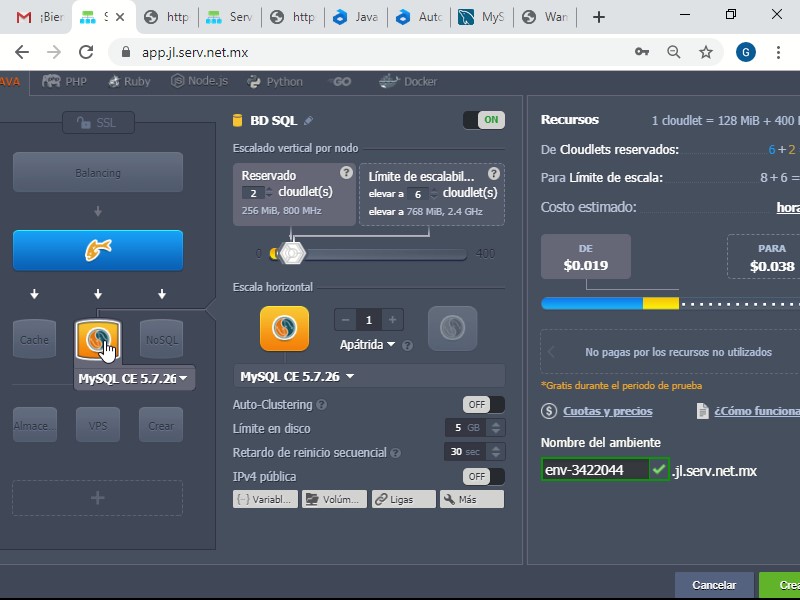 ¡Bien
S
http
Serv
http
Java
Auto
MyS
Wan
app.jl.serv.net.mx
G
AVA
PHP
Ruby
Node.js
Python
GO
Docker
SSL
Balancing
Cache
NoSQL
MySQL CE 5.7.26
Almace...
VPS
Crear
BD SQL
ON
Escalado vertical por nodo
Reservado
2 cloudlet(s)
256 MiB, 800 MHz
Límite de escalabil...
elevar a 6 cloudlet(s)
elevar a 768 MiB, 2.4 GHz
0
400
Escala horizontal
1
Apátrida
MySQL CE 5.7.26
Auto-Clustering
OFF
Límite en disco
5 GB
Retardo de reinicio secuencial
30 sec
IPv4 pública
OFF
Variabl...
Volúm...
Ligas
Más
Recursos
1 cloudlet = 128 MiB + 400
De Cloudlets reservados:
6 + 2
Para Límite de escala:
8 + 6 =
Costo estimado:
hora
DE
$0.019
PARA
$0.038
No pagas por los recursos no utilizados
*Gratis durante el periodo de prueba
Cuotas y precios
¿Cómo funciona
Nombre del ambiente
env-3422044
.jl.serv.net.mx
Cancelar
Crea